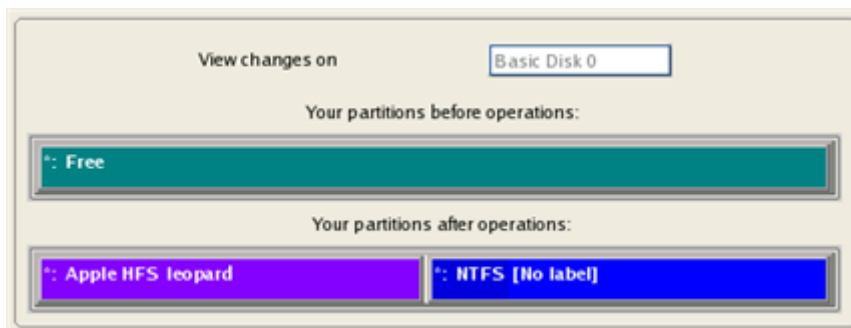 View changes on
Basic Disk 0
Your partitions before operations:
*: Free
Your partitions after operations:
*: Apple HFS leopard
*: NTFS [No label]